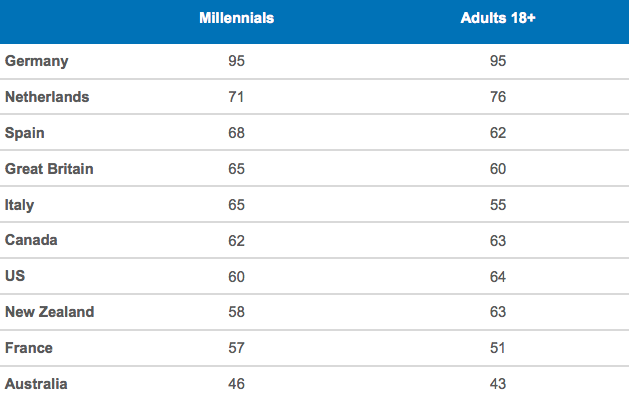 Millennials Adults 18+
Germany 95 95
Netherlands 71 76
Spain 68 62
Great Britain 65 60
Italy 65 55
Canada 62 63
US 60 64
New Zealand 58 63
France 57 51
Australia 46 43